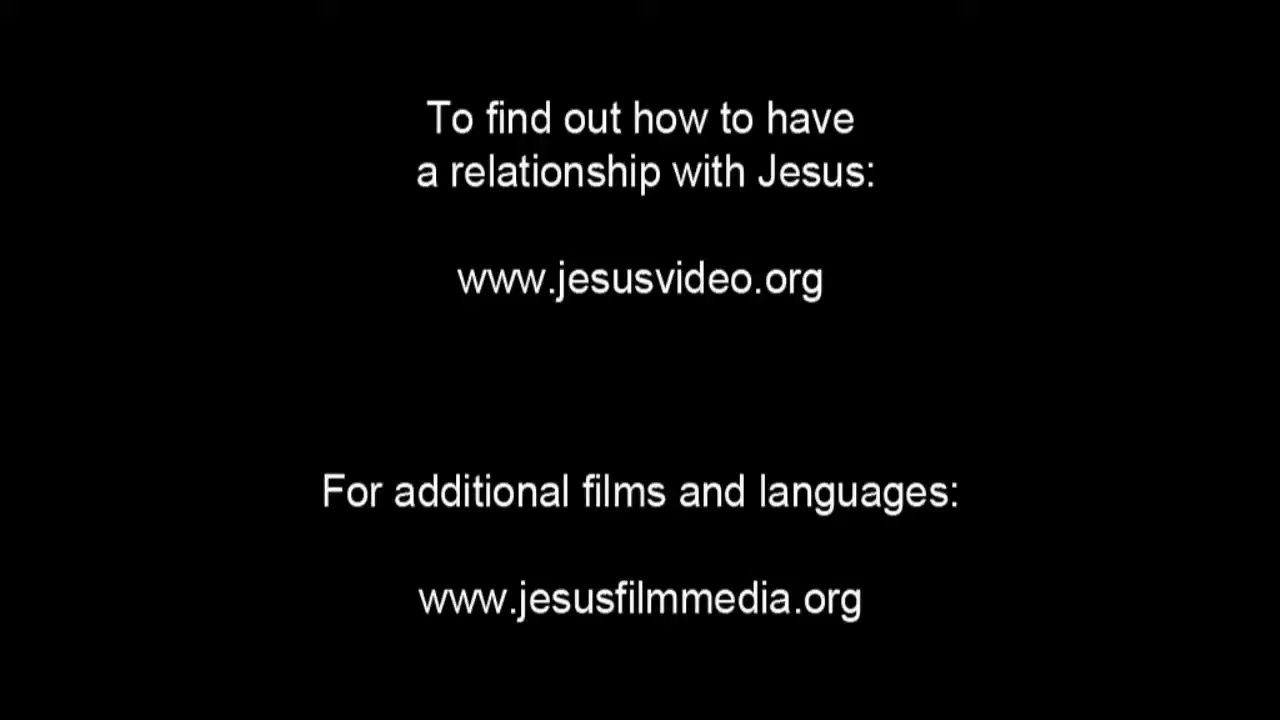 To find out how to have
a relationship with Jesus:
www.jesusvideo.org
For additional films and languages:
www.jesusfilmmedia.org